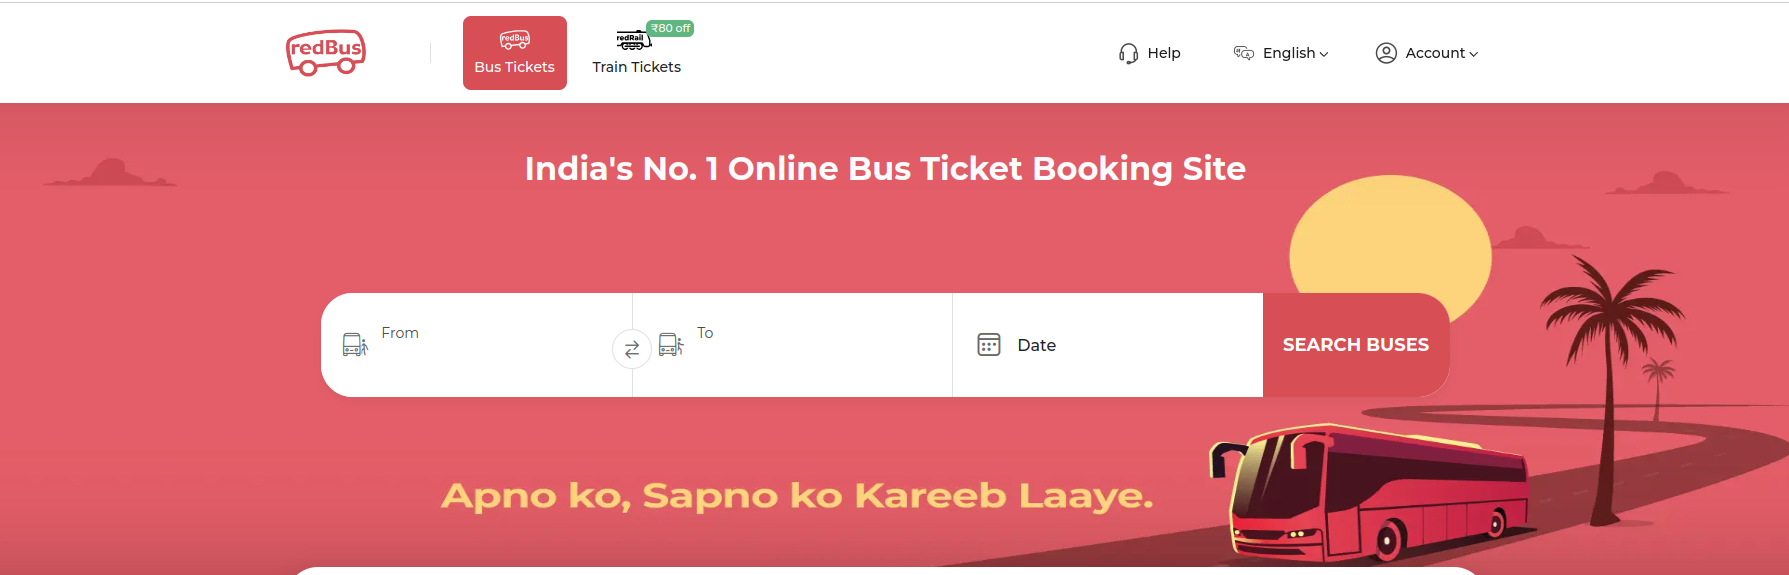 redBus
redBus
Bus Tickets
₹80 off
redRail
Train Tickets
Help
English
Account
India's No. 1 Online Bus Ticket Booking Site
From
To
Date
SEARCH BUSES
Apno ko, Sapno ko Kareeb Laaye.